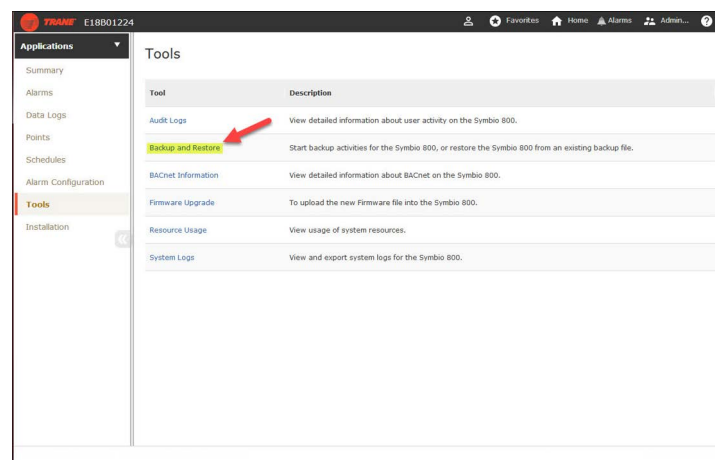 TRANE E18B01224
Favorites Home Alarms Admin... ?
Applications
Summary
Alarms
Data Logs
Points
Schedules
Alarm Configuration
Tools
Installation
Tools
Tool Description
Audit Logs View detailed information about user activity on the Symbio 800.
Backup and Restore Start backup activities for the Symbio 800, or restore the Symbio 800 from an existing backup file.
BACnet Information View detailed information about BACnet on the Symbio 800.
Firmware Upgrade To upload the new Firmware file into the Symbio 800.
Resource Usage View usage of system resources.
System Logs View and export system logs for the Symbio 800.